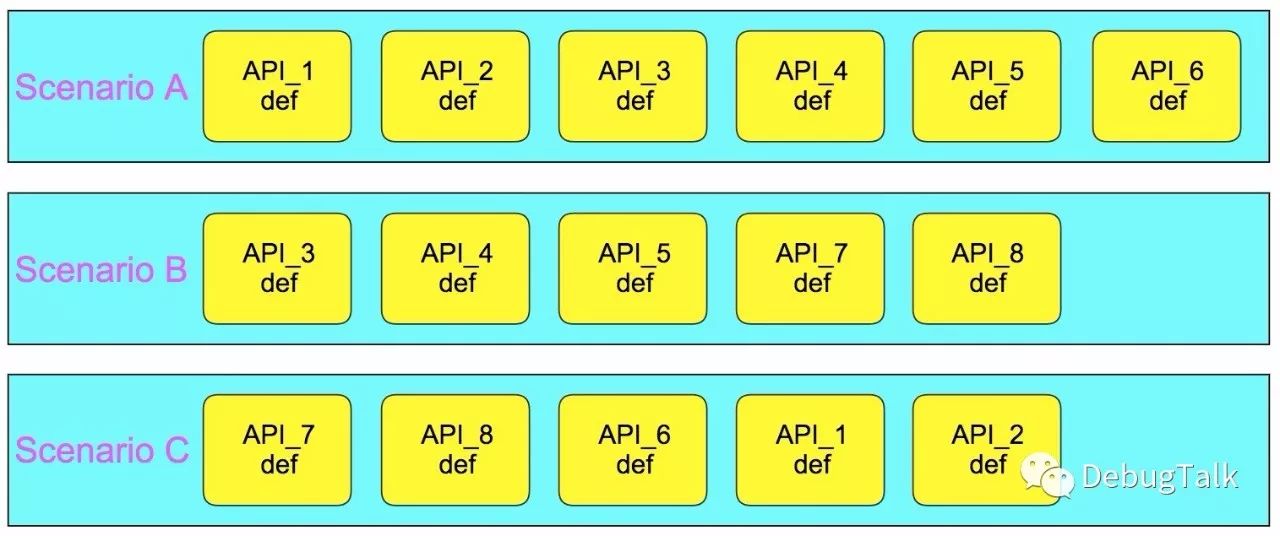 Scenario A
API_1
def
API_2
def
API_3
def
API_4
def
API_5
def
API_6
def
Scenario B
API_3
def
API_4
def
API_5
def
API_7
def
API_8
def
Scenario C
API_7
def
API_8
def
API_6
def
API_1
def
API_2
def
DebugTalk